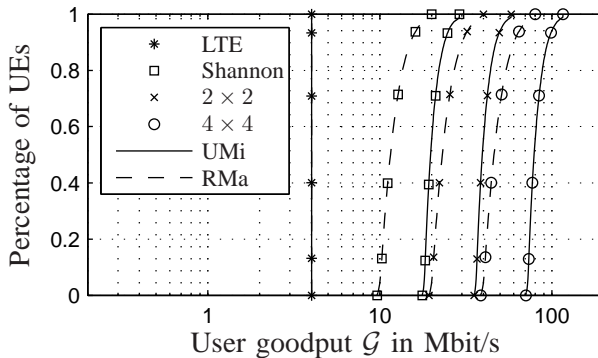 1
0.8
0.6
0.4
0.2
0
Percentage of UEs
LTE
Shannon
2 × 2
4 × 4
UMi
RMa
1 10 100
User goodput 𝒢 in Mbit/s